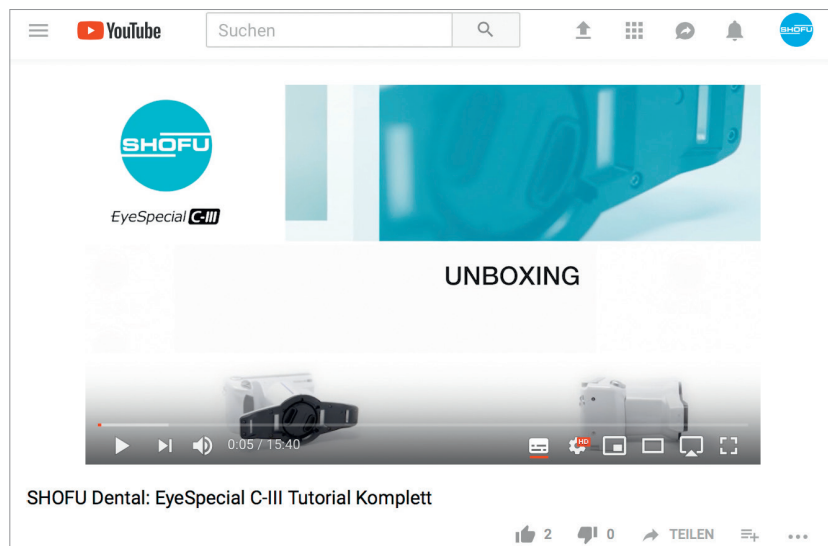 YouTube
Suchen
SHOFU
SHOFU
EyeSpecial C-III
UNBOXING
0:05 / 15:40
HD
SHOFU Dental: EyeSpecial C-III Tutorial Komplett
2
0
TEILEN